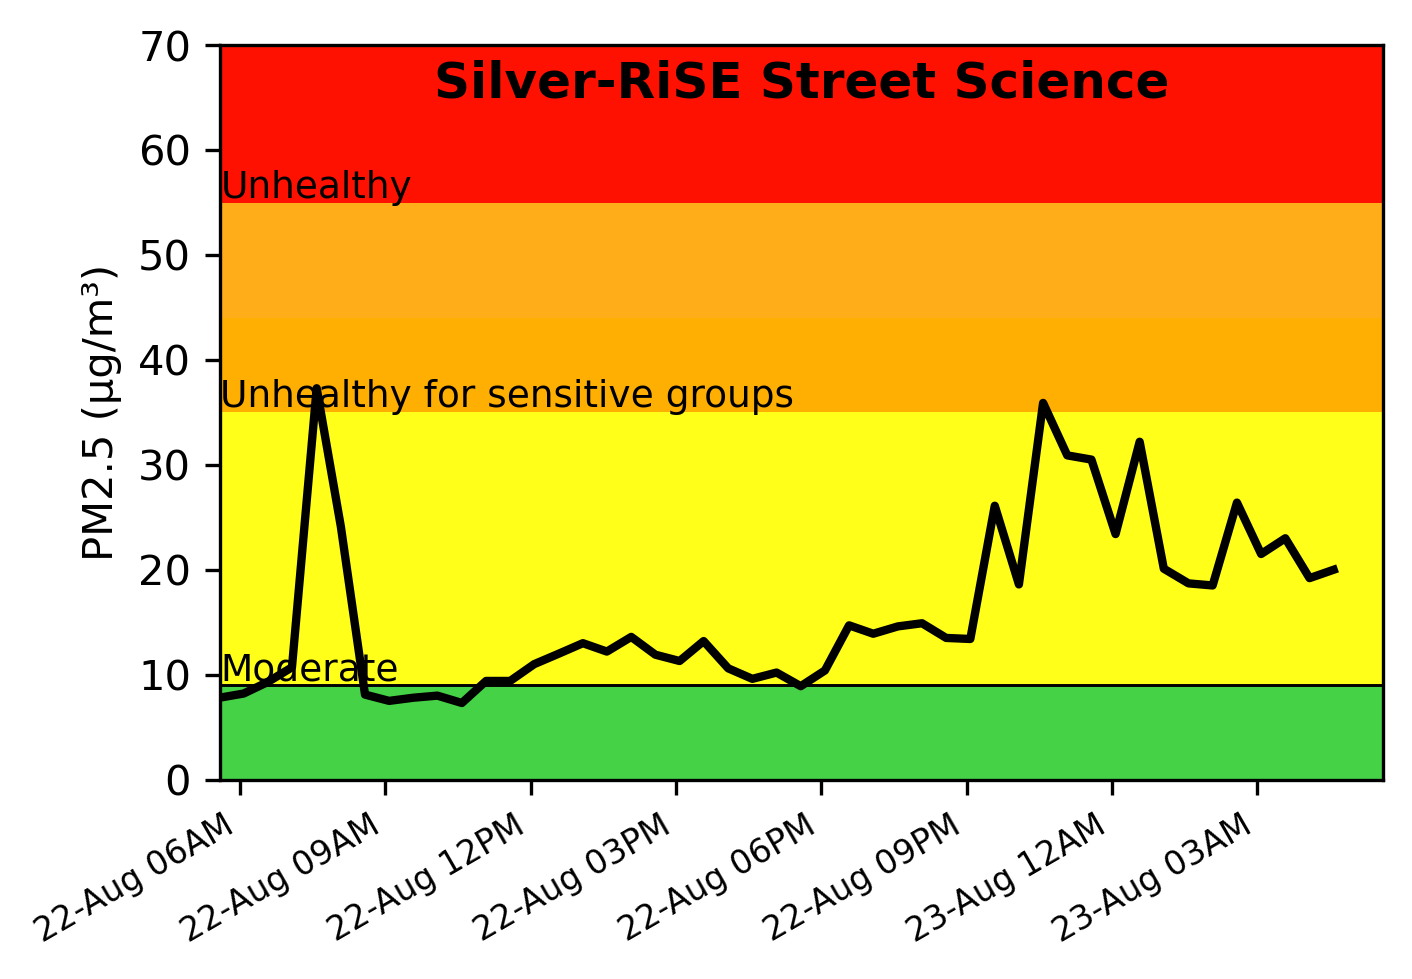 Silver-RiSE Street Science
70
60
Unhealthy
50
40
Unhealthy for sensitive groups
30
20
Moderate
10
0
PM2.5 (µg/m³)
22-Aug 06AM
22-Aug 09AM
22-Aug 12PM
22-Aug 03PM
22-Aug 06PM
22-Aug 09PM
23-Aug 12AM
23-Aug 03AM